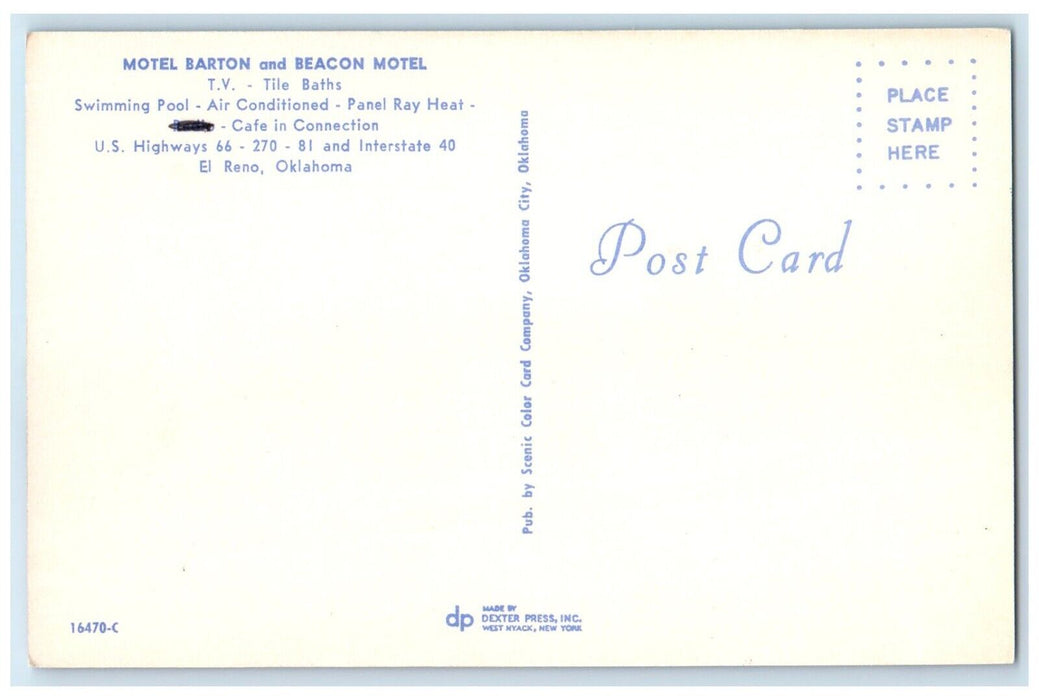 MOTEL BARTON and BEACON MOTEL
T.V. - Tile Baths
Swimming Pool - Air Conditioned - Panel Ray Heat -
- Cafe in Connection
U.S. Highways 66 - 270 - 81 and Interstate 40
El Reno, Oklahoma
Pub. by Scenic Color Card Company, Oklahoma City, Oklahoma
PLACE
STAMP
HERE
Post Card
16470-C
dp
MADE BY
DEXTER PRESS, INC.
WEST NYACK, NEW YORK